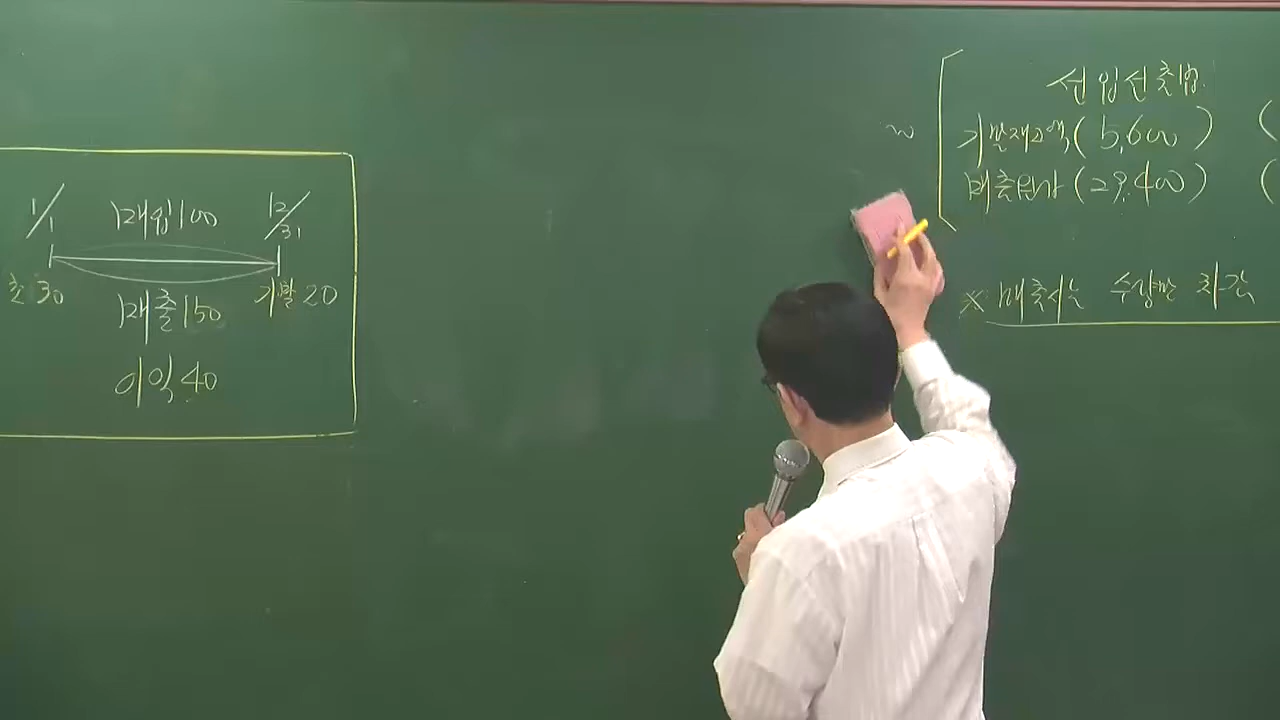 1/1 매입100 12/31
초30 매출150 기말20
이익40
선입선출법
기말재고액(5,600) (
매출원가(29,400) (
※ 매출시는 수량만 차감